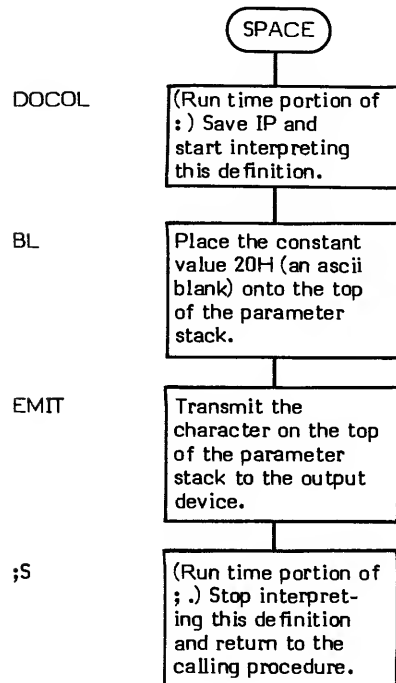 SPACE
DOCOL
(Run time portion of
:) Save IP and
start interpreting
this definition.
BL
Place the constant
value 20H (an ascii
blank) onto the top
of the parameter
stack.
EMIT
Transmit the
character on the top
of the parameter
stack to the output
device.
;S
(Run time portion of
; .) Stop interpret-
ing this definition
and return to the
calling procedure.